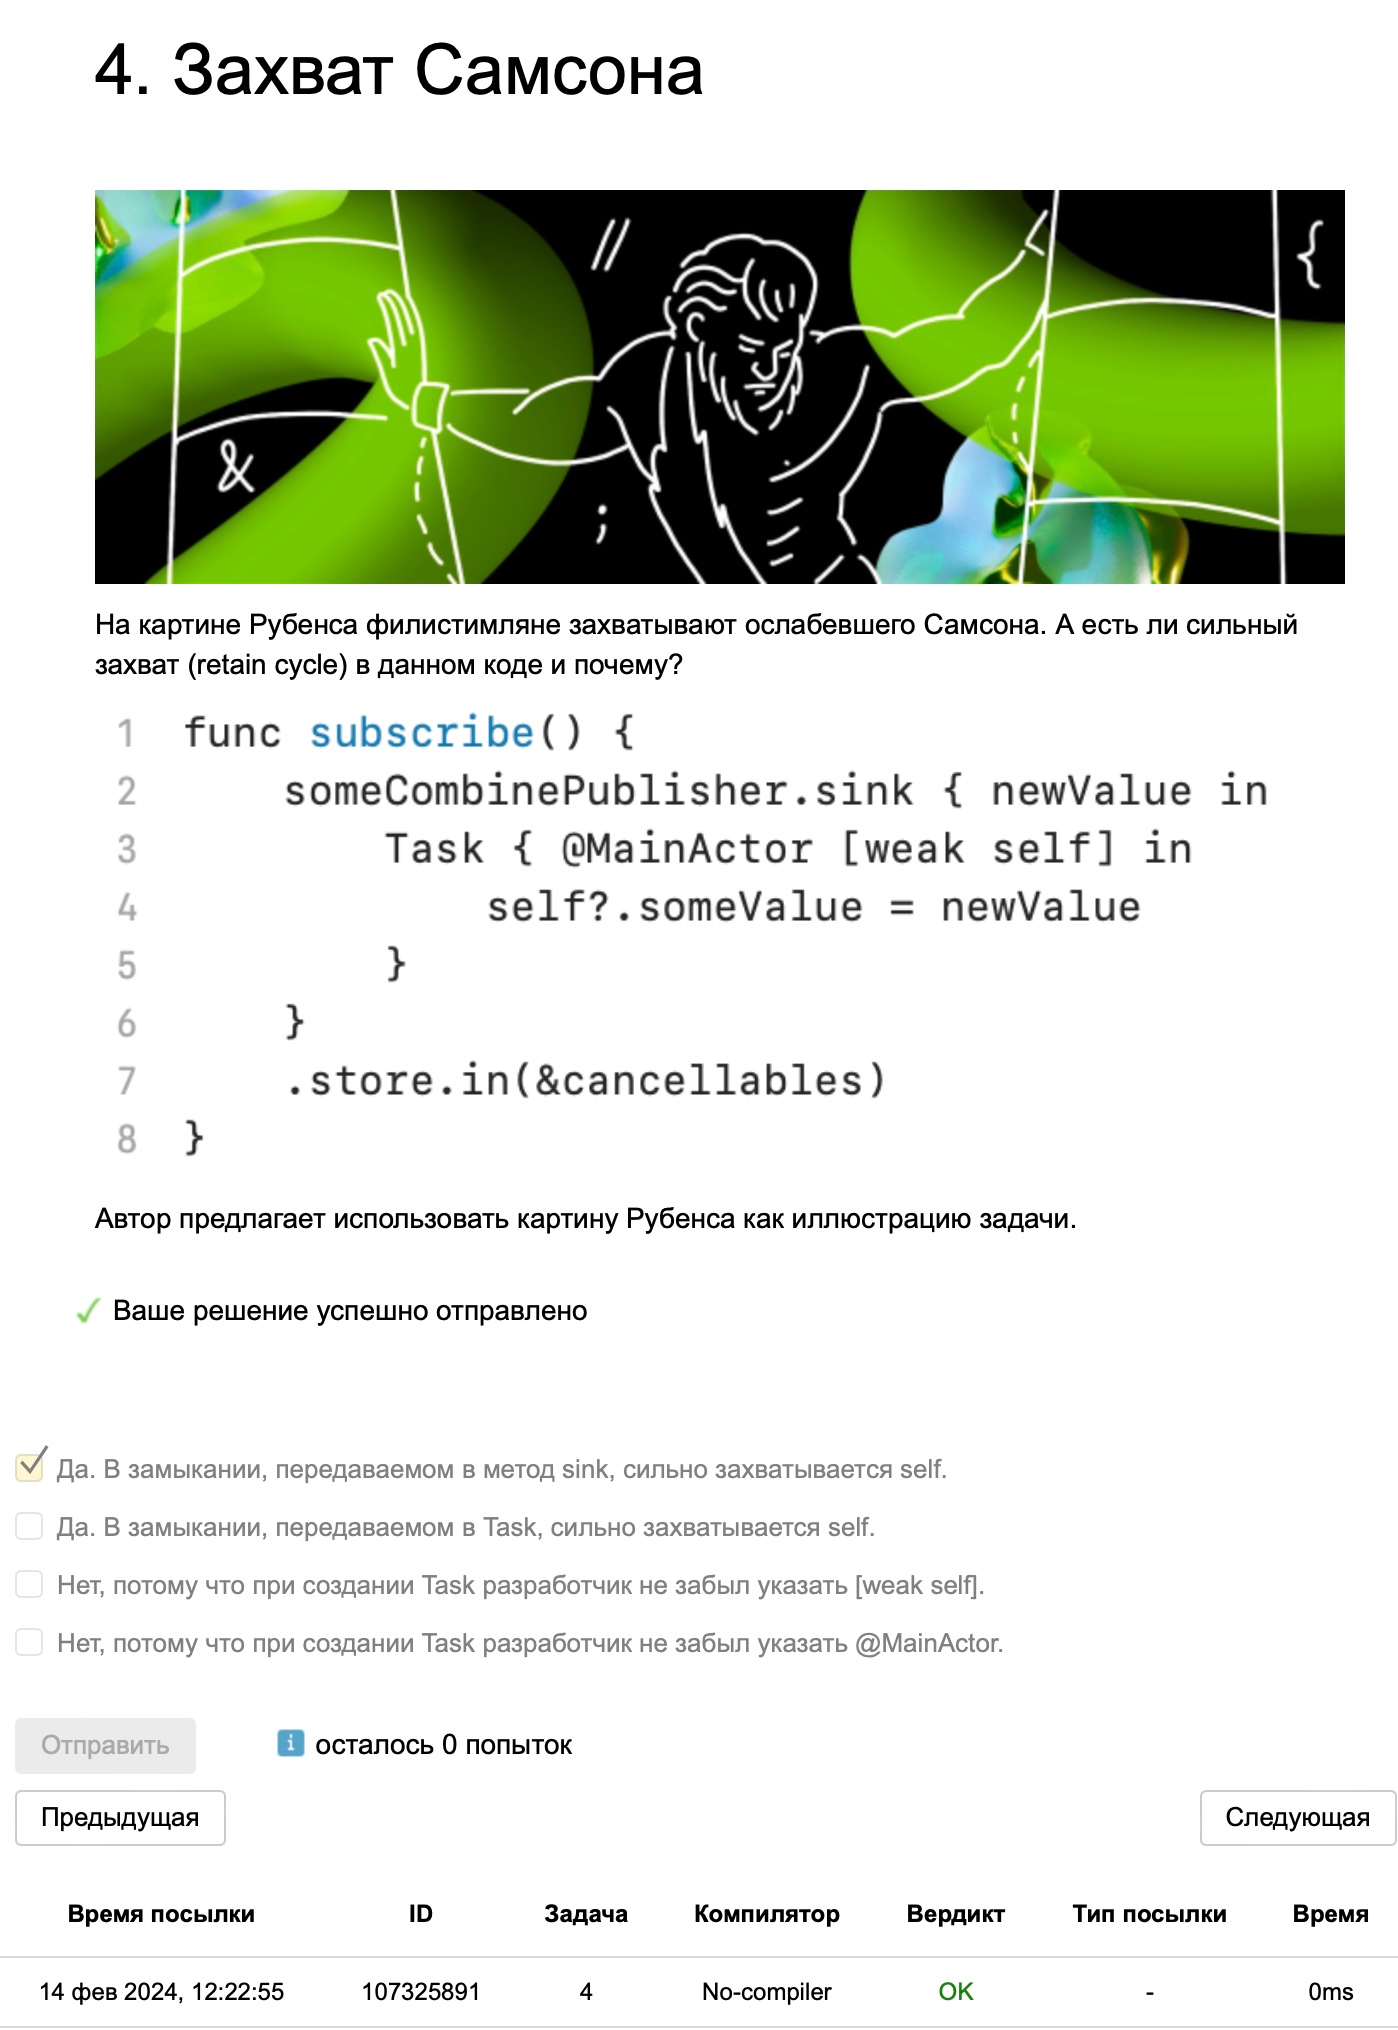 4. Захват Самсона
//
{
&
;
На картине Рубенса филистимляне захватывают ослабевшего Самсона. А есть ли сильный
захват (retain cycle) в данном коде и почему?
1 func subscribe() {
2 someCombinePublisher.sink { newValue in
3 Task { @MainActor [weak self] in
4 self?.someValue = newValue
5 }
6 }
7 .store.in(&cancellables)
8 }
Автор предлагает использовать картину Рубенса как иллюстрацию задачи.
Ваше решение успешно отправлено
Да. В замыкании, передаваемом в метод sink, сильно захватывается self.
Да. В замыкании, передаваемом в Task, сильно захватывается self.
Нет, потому что при создании Task разработчик не забыл указать [weak self].
Нет, потому что при создании Task разработчик не забыл указать @MainActor.
Отправить i осталось 0 попыток
Предыдущая Следующая
Время посылки ID Задача Компилятор Вердикт Тип посылки Время
14 фев 2024, 12:22:55 107325891 4 No-compiler OK - 0ms